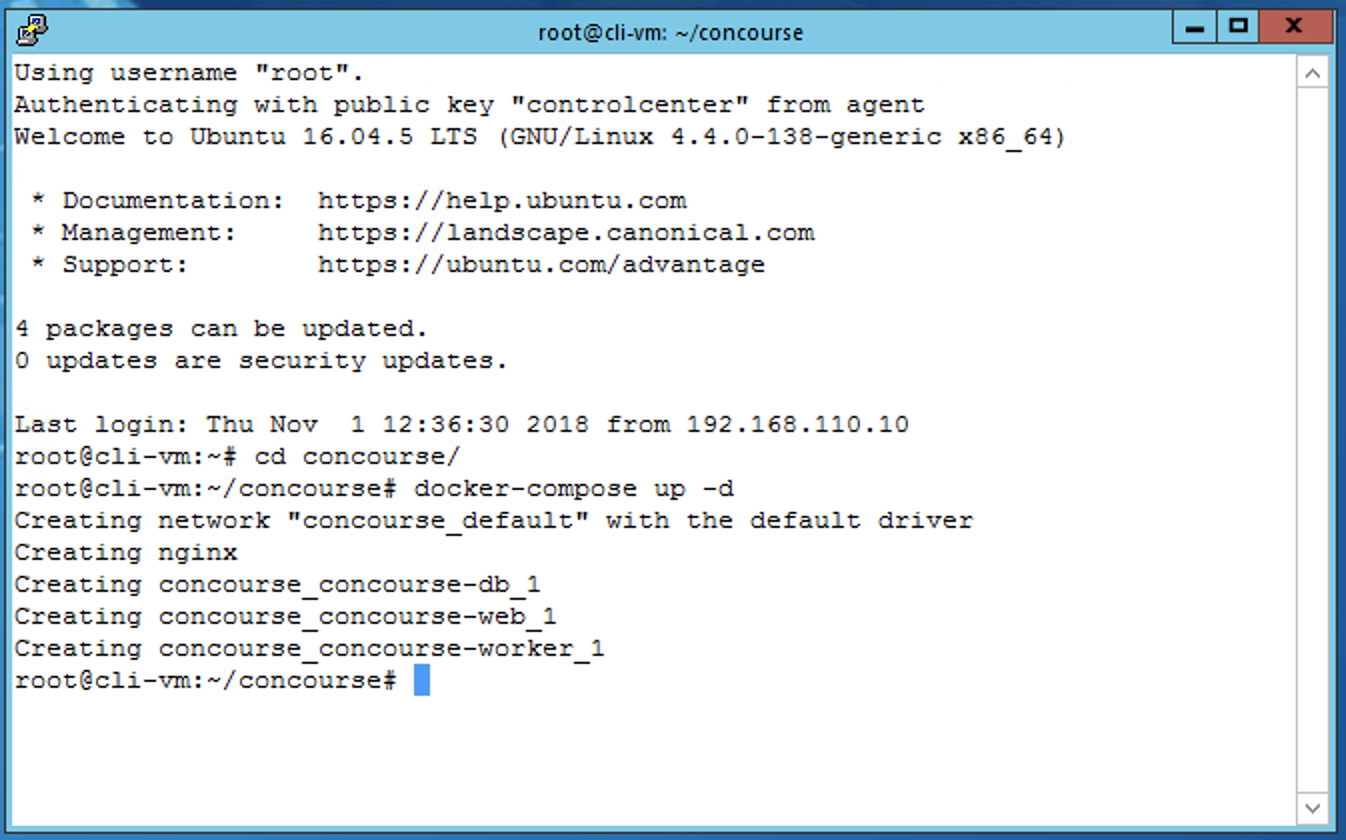 root@cli-vm: ~/concourse
Using username "root".
Authenticating with public key "controlcenter" from agent
Welcome to Ubuntu 16.04.5 LTS (GNU/Linux 4.4.0-138-generic x86_64)
* Documentation:  https://help.ubuntu.com
* Management:     https://landscape.canonical.com
* Support:        https://ubuntu.com/advantage
4 packages can be updated.
0 updates are security updates.
Last login: Thu Nov  1 12:36:30 2018 from 192.168.110.10
root@cli-vm:~# cd concourse/
root@cli-vm:~/concourse# docker-compose up -d
Creating network "concourse_default" with the default driver
Creating nginx
Creating concourse_concourse-db_1
Creating concourse_concourse-web_1
Creating concourse_concourse-worker_1
root@cli-vm:~/concourse#